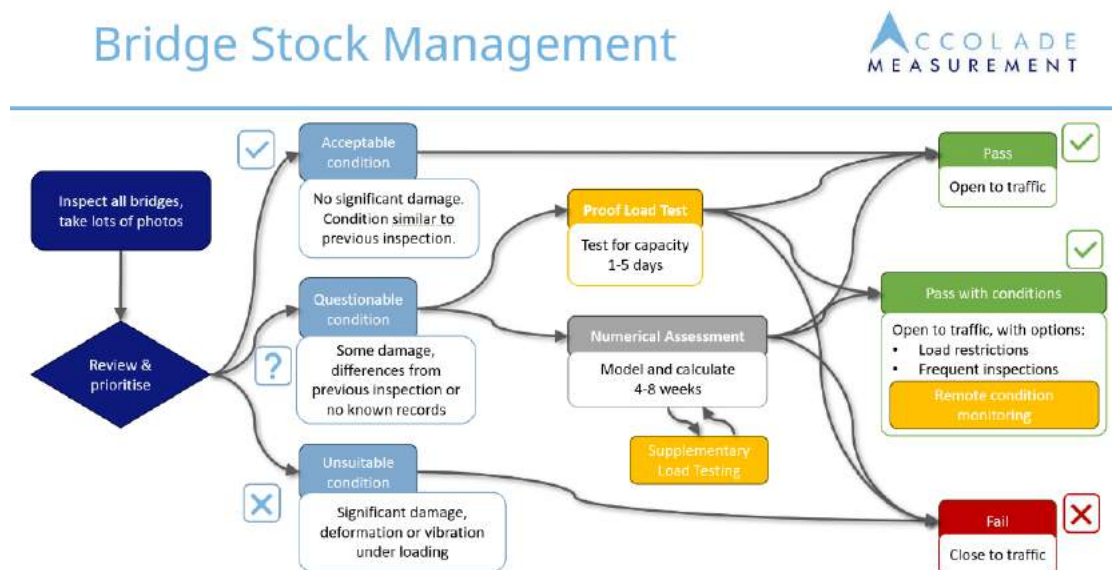 Bridge Stock Management
ACCOLADE
MEASUREMENT
Inspect all bridges,
take lots of photos
Review &
prioritise
Acceptable
condition
No significant damage.
Condition similar to
previous inspection.
Questionable
condition
?
Some damage,
differences from
previous inspection or
no known records
Unsuitable
condition
Significant damage,
deformation or vibration
under loading
Proof Load Test
Test for capacity
1-5 days
Numerical Assessment
Model and calculate
4-8 weeks
Supplementary
Load Testing
Pass
Open to traffic
Pass with conditions
Open to traffic, with options:
• Load restrictions
• Frequent inspections
Remote condition
monitoring
Fail
Close to traffic